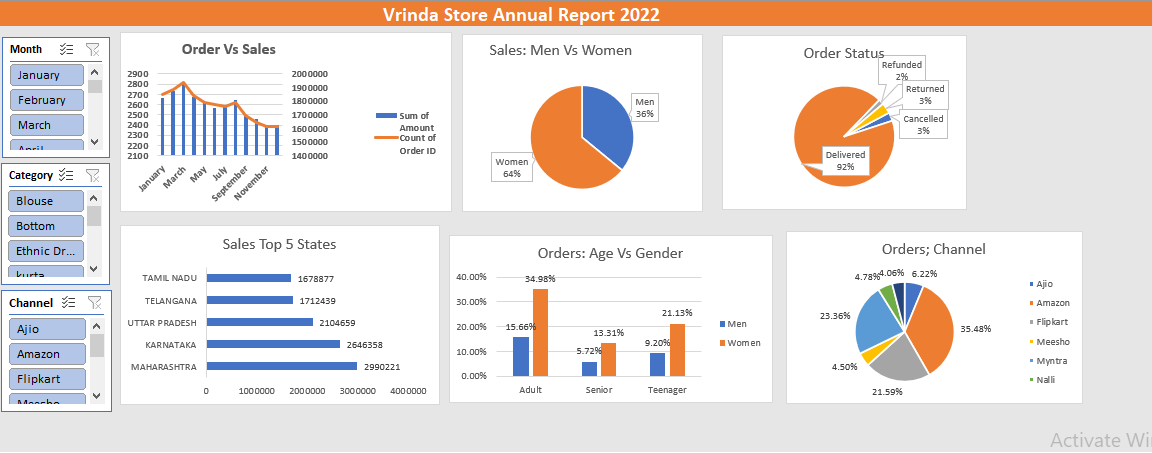 Vrinda Store Annual Report 2022
Month
January
February
March
April
Category
Blouse
Bottom
Ethnic Dr...
kurta
Channel
Ajio
Amazon
Flipkart
Meesho
Order Vs Sales
2900
2800
2700
2600
2500
2400
2300
2200
2100
2000000
1900000
1800000
1700000
1600000
1500000
1400000
January
March
May
July
September
November
Sum of
Amount
Count of
Order ID
Sales: Men Vs Women
Men
36%
Women
64%
Order Status
Refunded
2%
Returned
3%
Cancelled
3%
Delivered
92%
Sales Top 5 States
TAMIL NADU
1678877
TELANGANA
1712439
UTTAR PRADESH
2104659
KARNATAKA
2646358
MAHARASHTRA
2990221
0
1000000
2000000
3000000
4000000
Orders: Age Vs Gender
40.00%
30.00%
20.00%
10.00%
0.00%
34.98%
15.66%
5.72%
13.31%
9.20%
21.13%
Adult
Senior
Teenager
Men
Women
Orders; Channel
4.78%
4.06%
6.22%
23.36%
35.48%
4.50%
21.59%
Ajio
Amazon
Flipkart
Meesho
Myntra
Nalli
Activate Wi